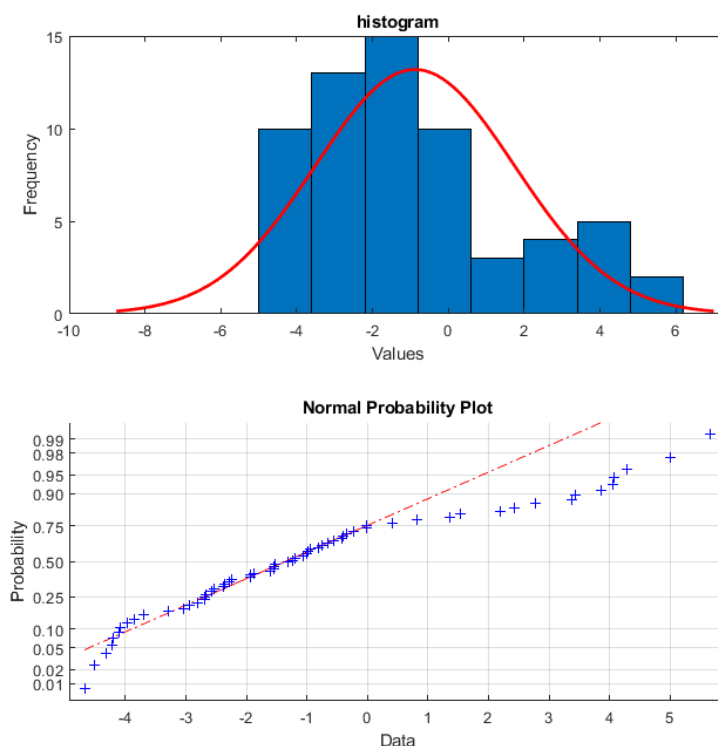 histogram
15
10
5
0
Frequency
-10 -8 -6 -4 -2 0 2 4 6
Values
Normal Probability Plot
0.99
0.98
0.95
0.90
0.75
0.50
0.25
0.10
0.05
0.02
0.01
Probability
-4 -3 -2 -1 0 1 2 3 4 5
Data